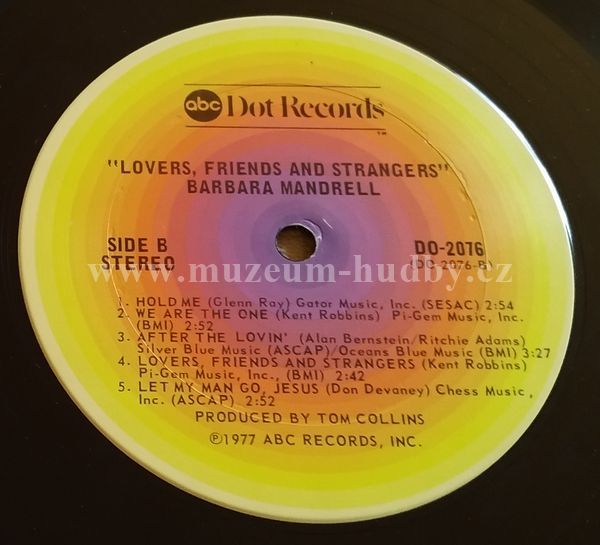 abc Dot Records
™
"LOVERS, FRIENDS AND STRANGERS"
BARBARA MANDRELL
SIDE B DO-2076
STEREO (DO-2076-B)
www.muzeum-hudby.cz
1. HOLD ME (Glenn Ray) Gator Music, Inc. (SESAC) 2:54
2. WE ARE THE ONE (Kent Robbins) Pi-Gem Music, Inc.
(BMI) 2:52
3. AFTER THE LOVIN' (Alan Bernstein/Ritchie Adams)
Silver Blue Music (ASCAP)/Oceans Blue Music (BMI) 3:27
4. LOVERS, FRIENDS AND STRANGERS (Kent Robbins)
Pi-Gem Music, Inc., (BMI) 2:42
5. LET MY MAN GO, JESUS (Don Devaney) Chess Music,
Inc. (ASCAP) 2:52
PRODUCED BY TOM COLLINS
℗1977 ABC RECORDS, INC.